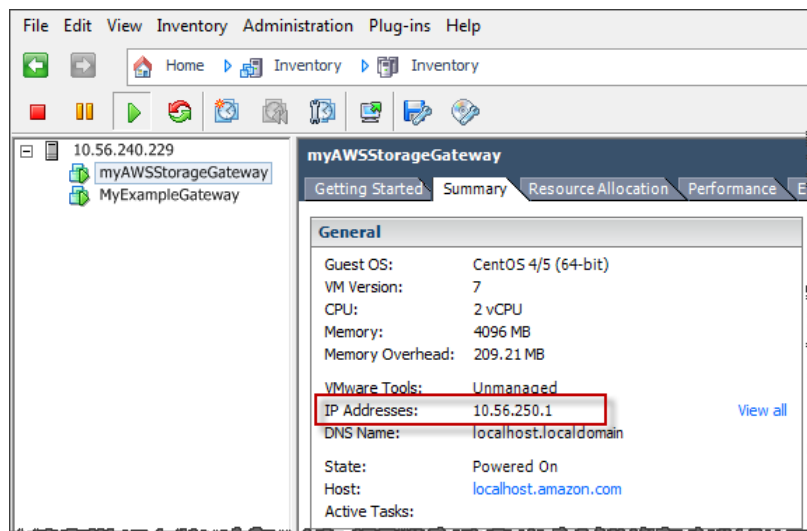 File Edit View Inventory Administration Plug-ins Help
Home Inventory Inventory
10.56.240.229
myAWSStorageGateway
MyExampleGateway
myAWSStorageGateway
Getting Started Summary Resource Allocation Performance E
General
Guest OS: CentOS 4/5 (64-bit)
VM Version: 7
CPU: 2 vCPU
Memory: 4096 MB
Memory Overhead: 209.21 MB
VMware Tools: Unmanaged
IP Addresses: 10.56.250.1 View all
DNS Name: localhost.localdomain
State: Powered On
Host: localhost.amazon.com
Active Tasks: